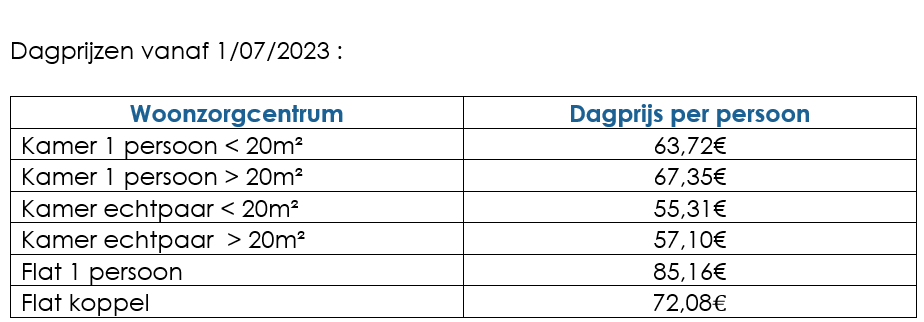 Dagprijzen vanaf 1/07/2023 :
Woonzorgcentrum Dagprijs per persoon
Kamer 1 persoon < 20m² 63,72€
Kamer 1 persoon > 20m² 67,35€
Kamer echtpaar < 20m² 55,31€
Kamer echtpaar  > 20m² 57,10€
Flat 1 persoon 85,16€
Flat koppel 72,08€